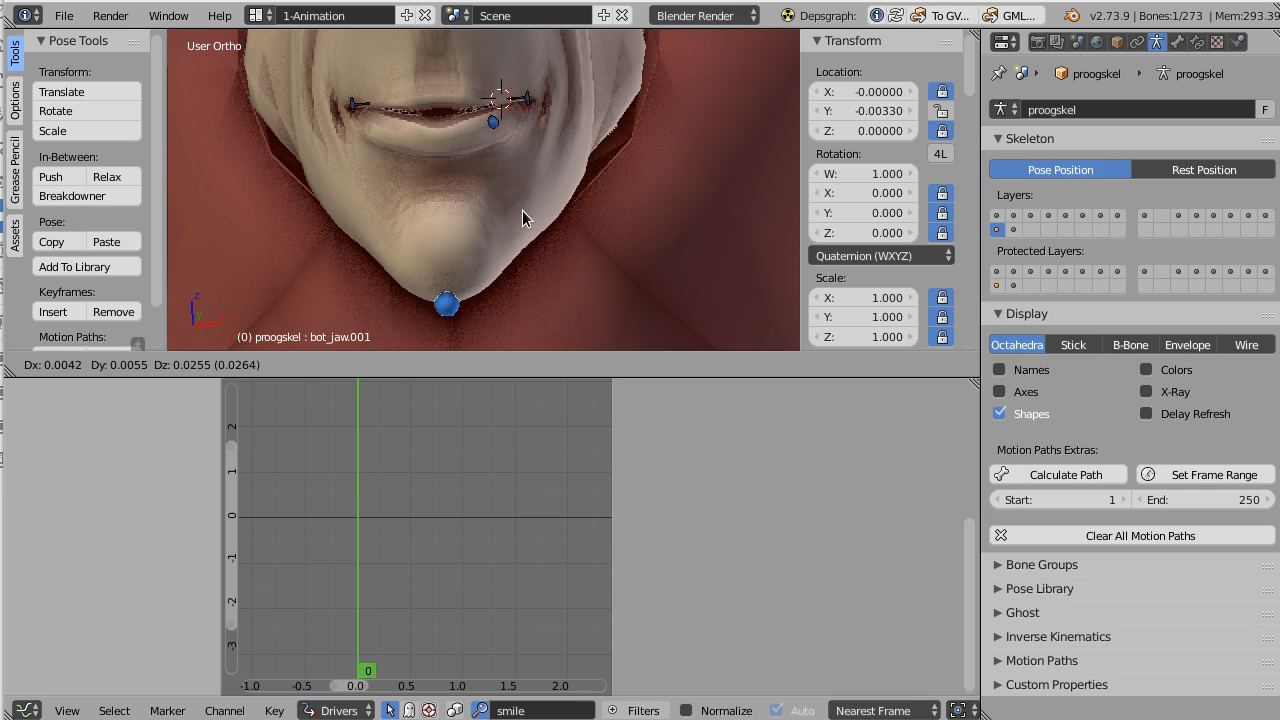 File Render Window Help 1-Animation Scene Blender Render Depsgraph: To GV... GML... v2.73.9 | Bones:1/273 | Mem:293.3
Tools
Options
Grease Pencil
Assets
Pose Tools
Transform:
Translate
Rotate
Scale
In-Between:
Push Relax
Breakdowner
Pose:
Copy Paste
Add To Library
Keyframes:
Insert Remove
Motion Paths:
User Ortho
z
y
(0) proogskel : bot_jaw.001
Transform
Location:
X: -0.00000
Y: -0.00330
Z: 0.00000
Rotation: 4L
W: 1.000
X: 0.000
Y: 0.000
Z: 0.000
Quaternion (WXYZ)
Scale:
X: 1.000
Y: 1.000
Z: 1.000
proogskel proogskel
proogskel F
Skeleton
Pose Position Rest Position
Layers:
Protected Layers:
Display
Octahedra Stick B-Bone Envelope Wire
Names Colors
Axes X-Ray
Shapes Delay Refresh
Motion Paths Extras:
Calculate Path Set Frame Range
Start: 1 End: 250
Clear All Motion Paths
Bone Groups
Pose Library
Ghost
Inverse Kinematics
Motion Paths
Custom Properties
Dx: 0.0042 Dy: 0.0055 Dz: 0.0255 (0.0264)
2
1
0
-1
-2
-3
0
-1.0 -0.5 0.0 0.5 1.0 1.5 2.0
View Select Marker Channel Key Drivers smile Filters Normalize Auto Nearest Frame